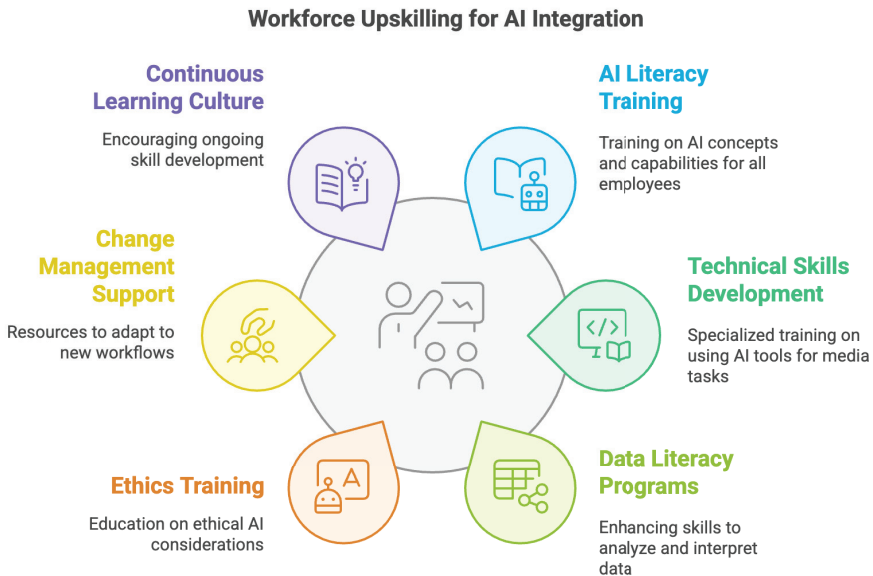 Workforce Upskilling for AI Integration
Continuous
Learning Culture
Encouraging ongoing
skill development
AI Literacy
Training
Training on AI concepts
and capabilities for all
employees
Change
Management
Support
Resources to adapt to
new workflows
Technical Skills
Development
Specialized training on
using AI tools for media
tasks
</>
Ethics Training
Education on ethical AI
considerations
A
Data Literacy
Programs
Enhancing skills to
analyze and interpret
data